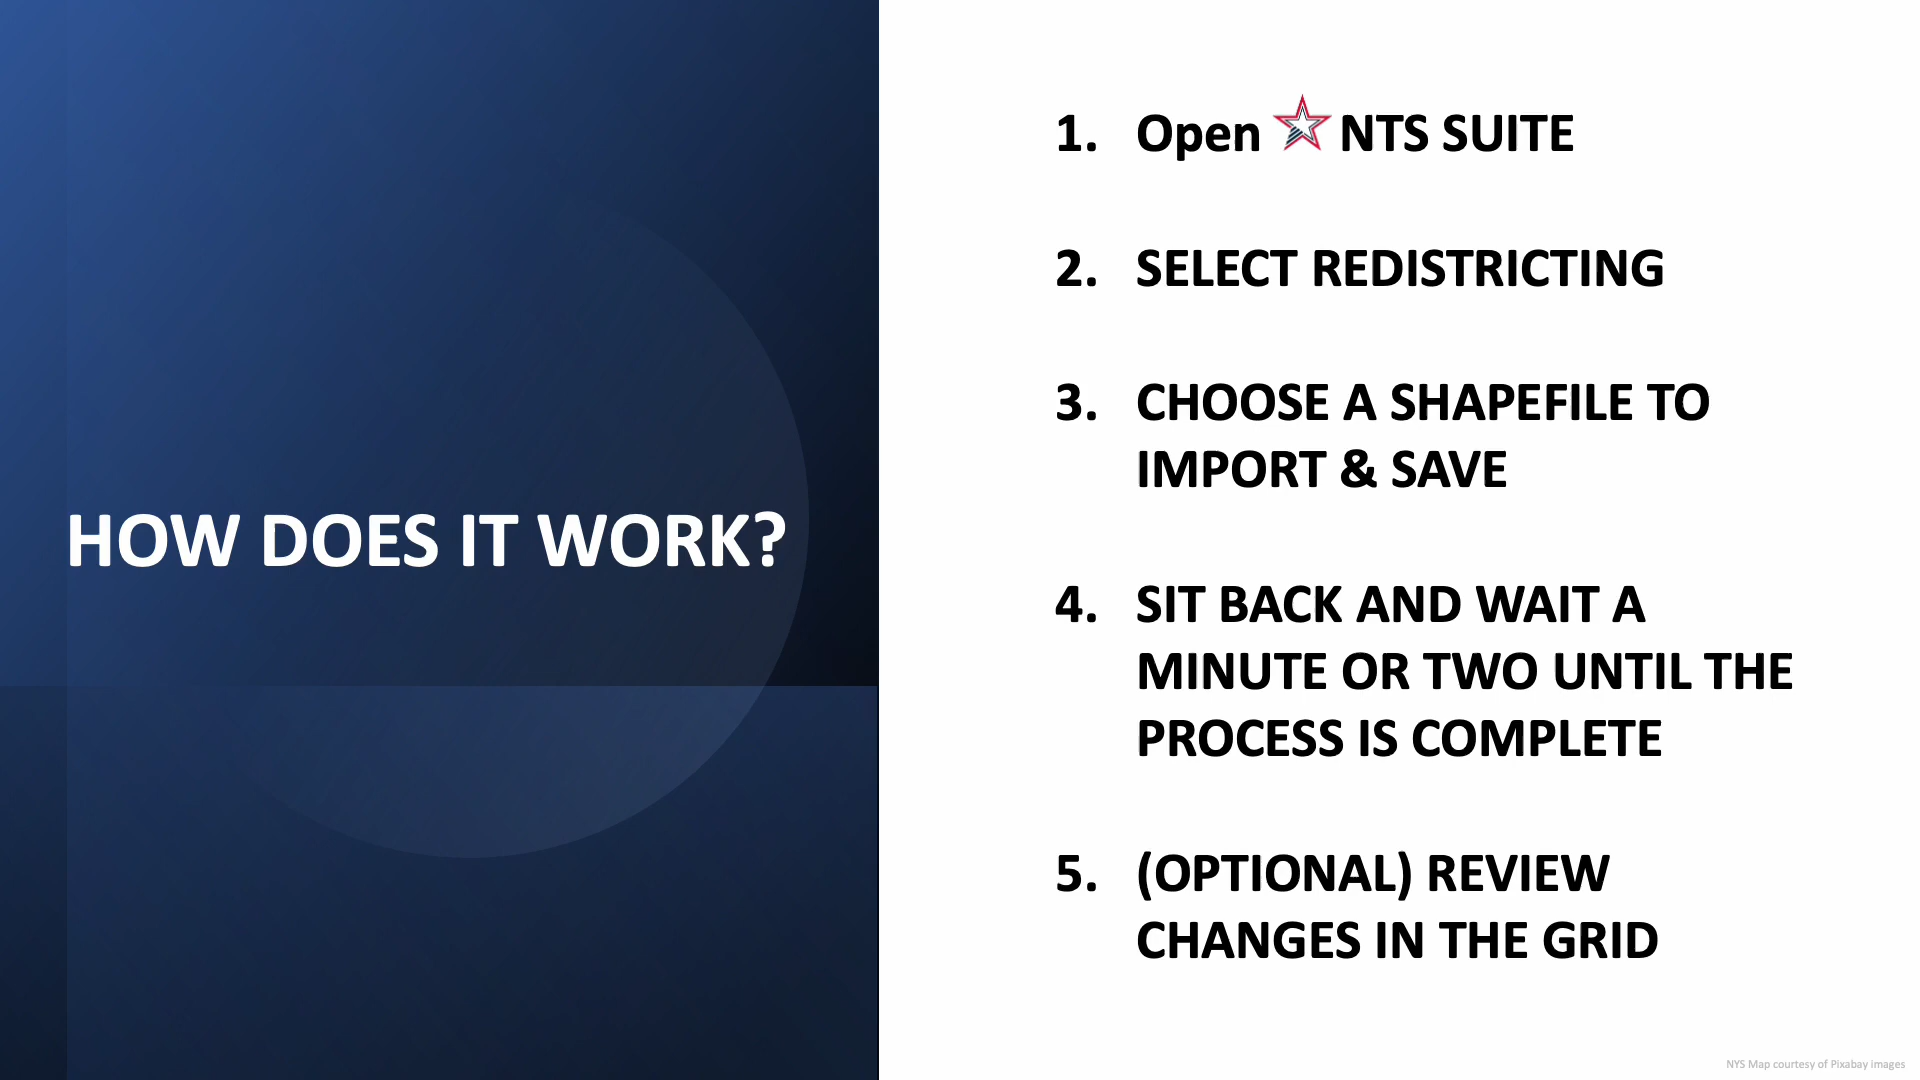 HOW DOES IT WORK?
1. Open NTS SUITE
2. SELECT REDISTRICTING
3. CHOOSE A SHAPEFILE TO
IMPORT & SAVE
4. SIT BACK AND WAIT A
MINUTE OR TWO UNTIL THE
PROCESS IS COMPLETE
5. (OPTIONAL) REVIEW
CHANGES IN THE GRID
NYS Map courtesy of Pixabay images